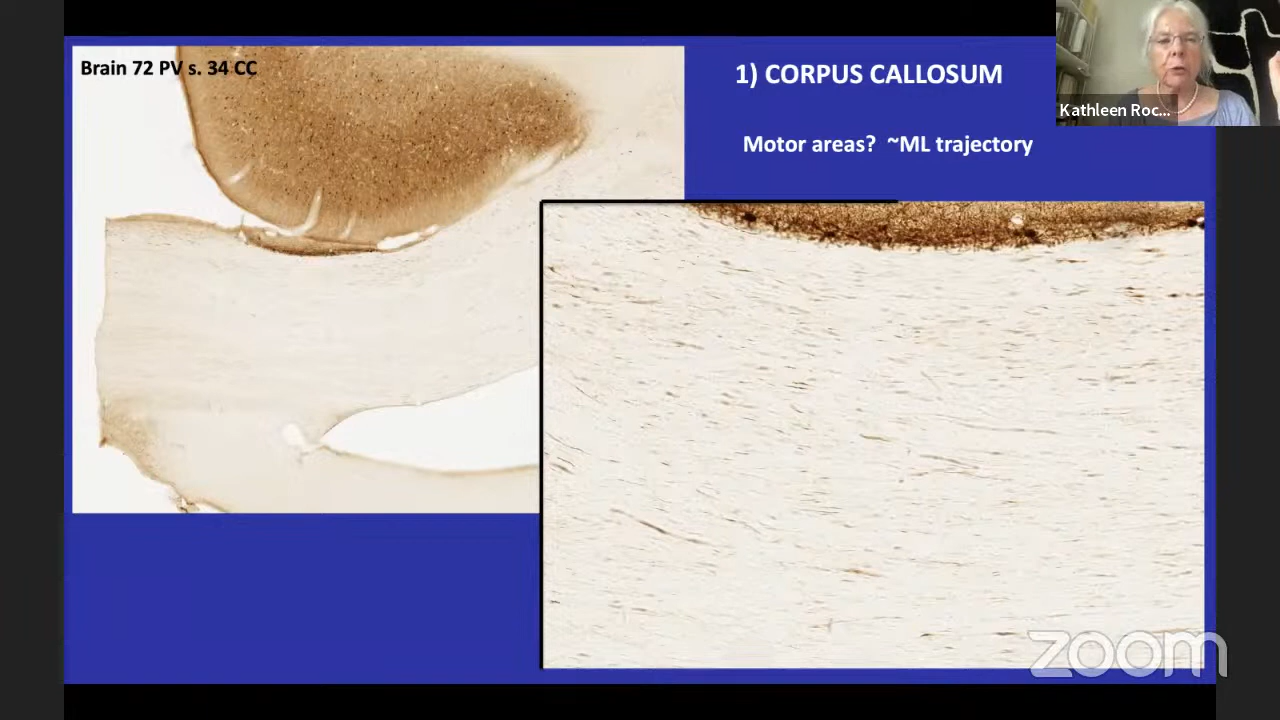 Brain 72 PV s. 34 CC
1) CORPUS CALLOSUM
Motor areas? ~ML trajectory
Kathleen Roc...
zoom